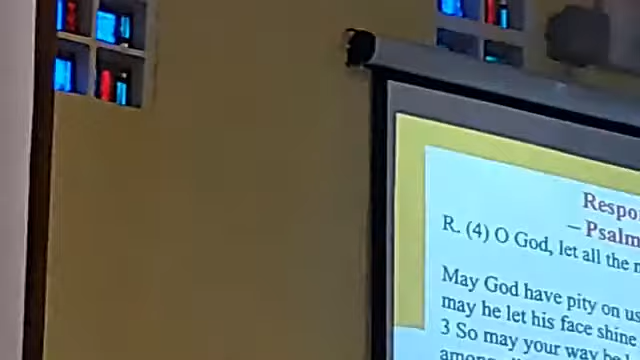 Respo
– Psalm
R. (4) O God, let all the
May God have pity on us
may he let his face shine
3 So may your way be
among